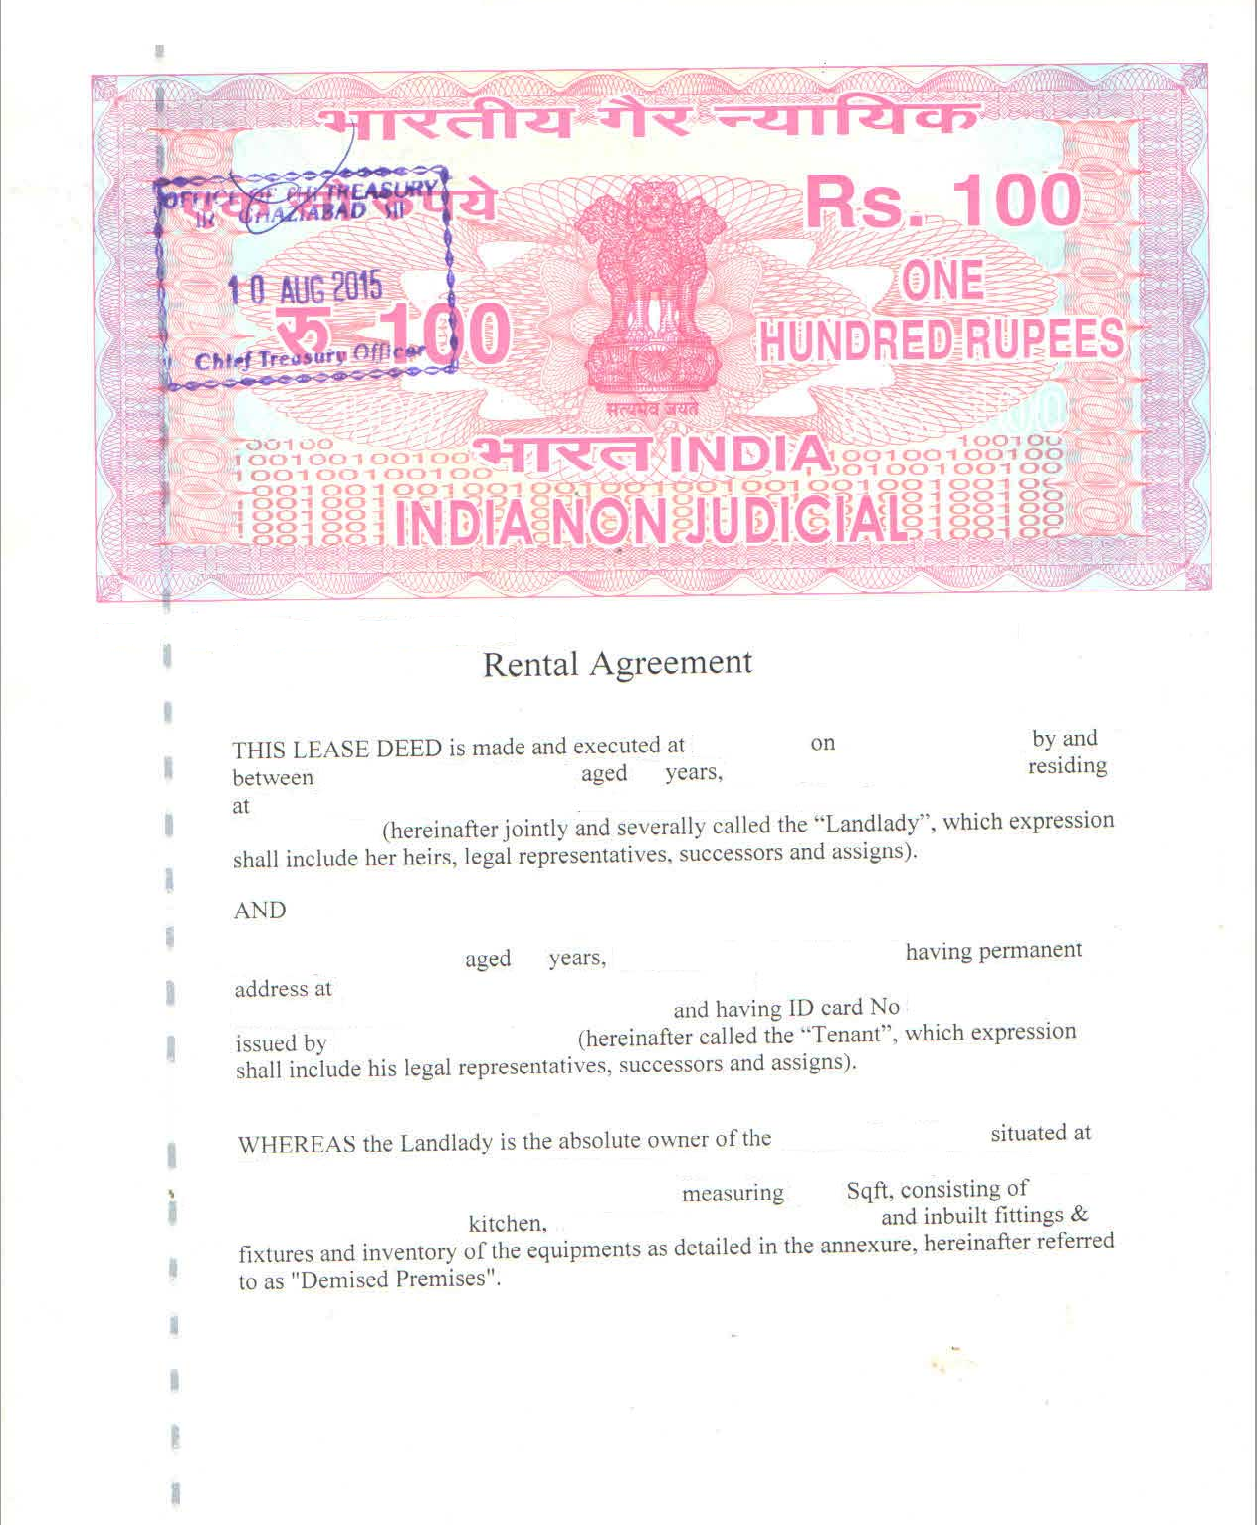 भारतीय गैर न्यायिक
रुपये
Rs. 100
OFFICE OF THE TREASURY
GHAZIABAD
10 AUG 2015
रु 100
Chief Treasury Officer
ONE
HUNDRED RUPEES
सत्यमेव जयते
भारत INDIA
INDIA NON JUDICIAL
Rental Agreement
THIS LEASE DEED is made and executed at on by and
between aged years, residing
at
(hereinafter jointly and severally called the “Landlady”, which expression
shall include her heirs, legal representatives, successors and assigns).
AND
aged years, having permanent
address at
and having ID card No
issued by (hereinafter called the “Tenant”, which expression
shall include his legal representatives, successors and assigns).
WHEREAS the Landlady is the absolute owner of the situated at
measuring Sqft, consisting of
kitchen, and inbuilt fittings &
fixtures and inventory of the equipments as detailed in the annexure, hereinafter referred
to as "Demised Premises".